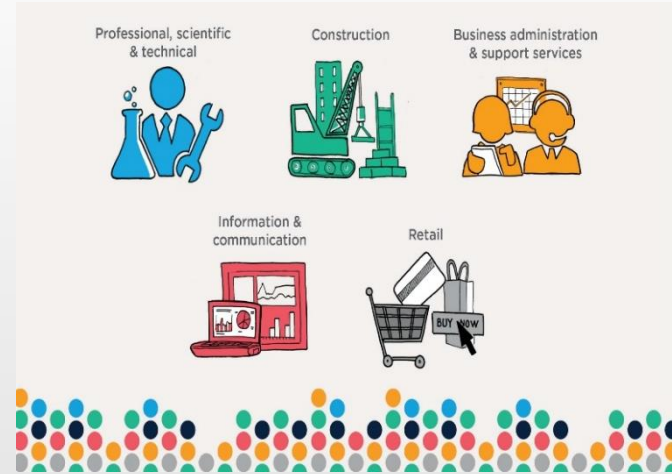 Professional, scientific
& technical
Construction
Business administration
& support services
Information &
communication
Retail
BUY NOW